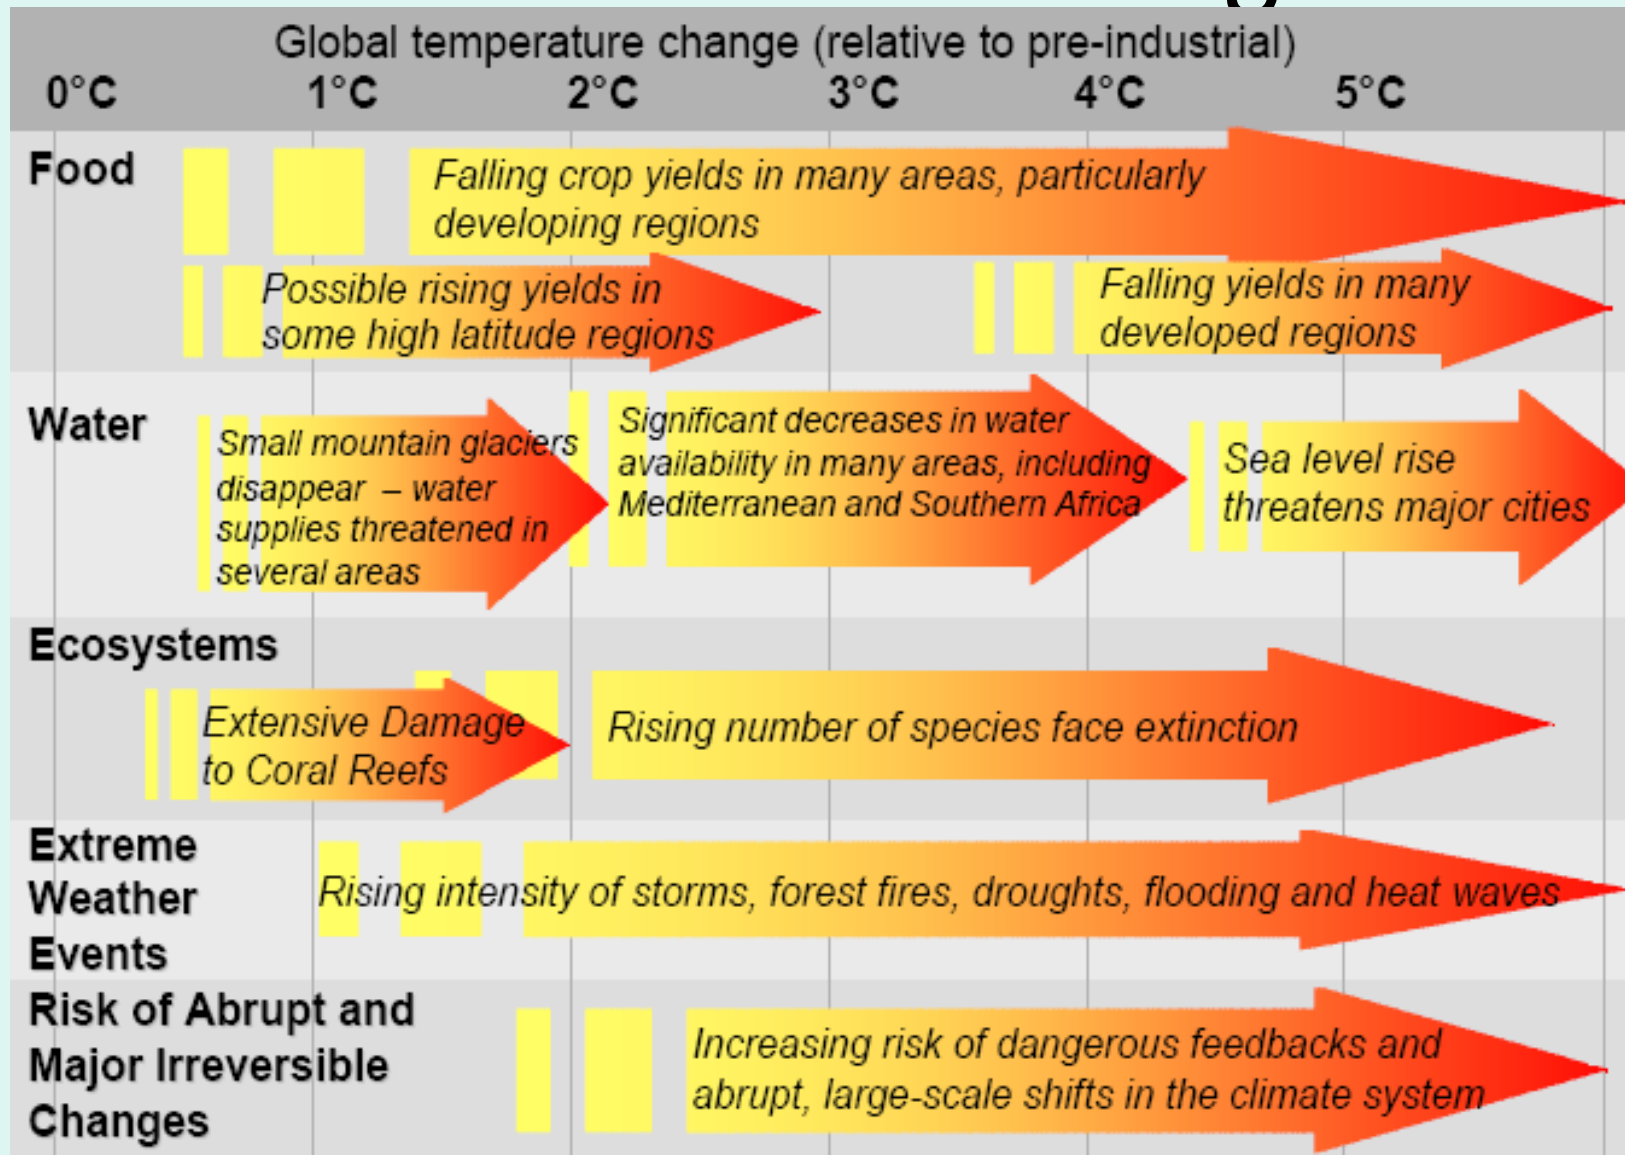 Global temperature change (relative to pre-industrial)
0°C 1°C 2°C 3°C 4°C 5°C
Food
Falling crop yields in many areas, particularly
developing regions
Possible rising yields in
some high latitude regions
Falling yields in many
developed regions
Water
Small mountain glaciers
disappear – water
supplies threatened in
several areas
Significant decreases in water
availability in many areas, including
Mediterranean and Southern Africa
Sea level rise
threatens major cities
Ecosystems
Extensive Damage
to Coral Reefs
Rising number of species face extinction
Extreme
Weather
Events
Rising intensity of storms, forest fires, droughts, flooding and heat waves
Risk of Abrupt and
Major Irreversible
Changes
Increasing risk of dangerous feedbacks and
abrupt, large-scale shifts in the climate system